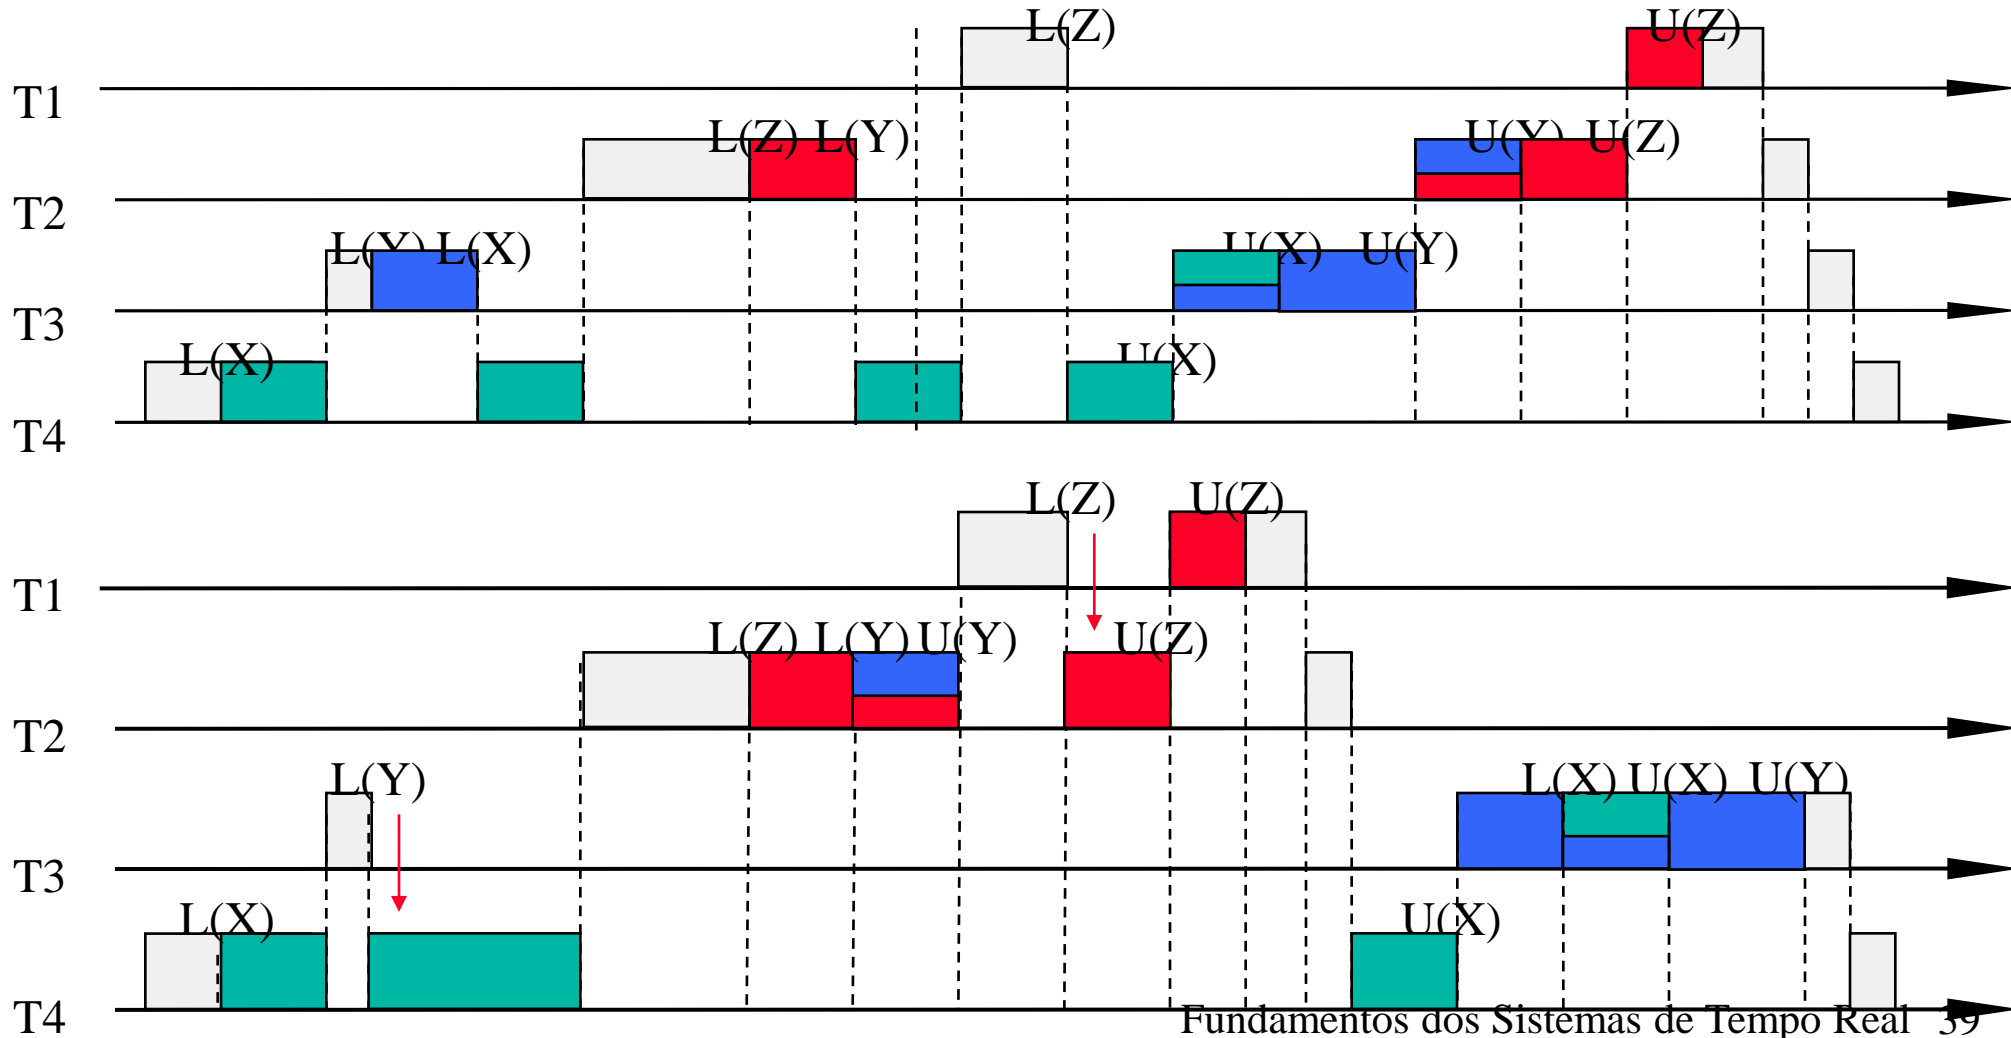 L(Z) U(Z)
T1
L(Z) L(Y) U(Y) U(Z)
T2
L(Y) L(X) U(X) U(Y)
T3
L(X) U(X)
T4
L(Z) U(Z)
T1
L(Z) L(Y) U(Y) U(Z)
T2
L(Y) L(X) U(X) U(Y)
T3
L(X) U(X)
T4
Fundamentos dos Sistemas de Tempo Real 39